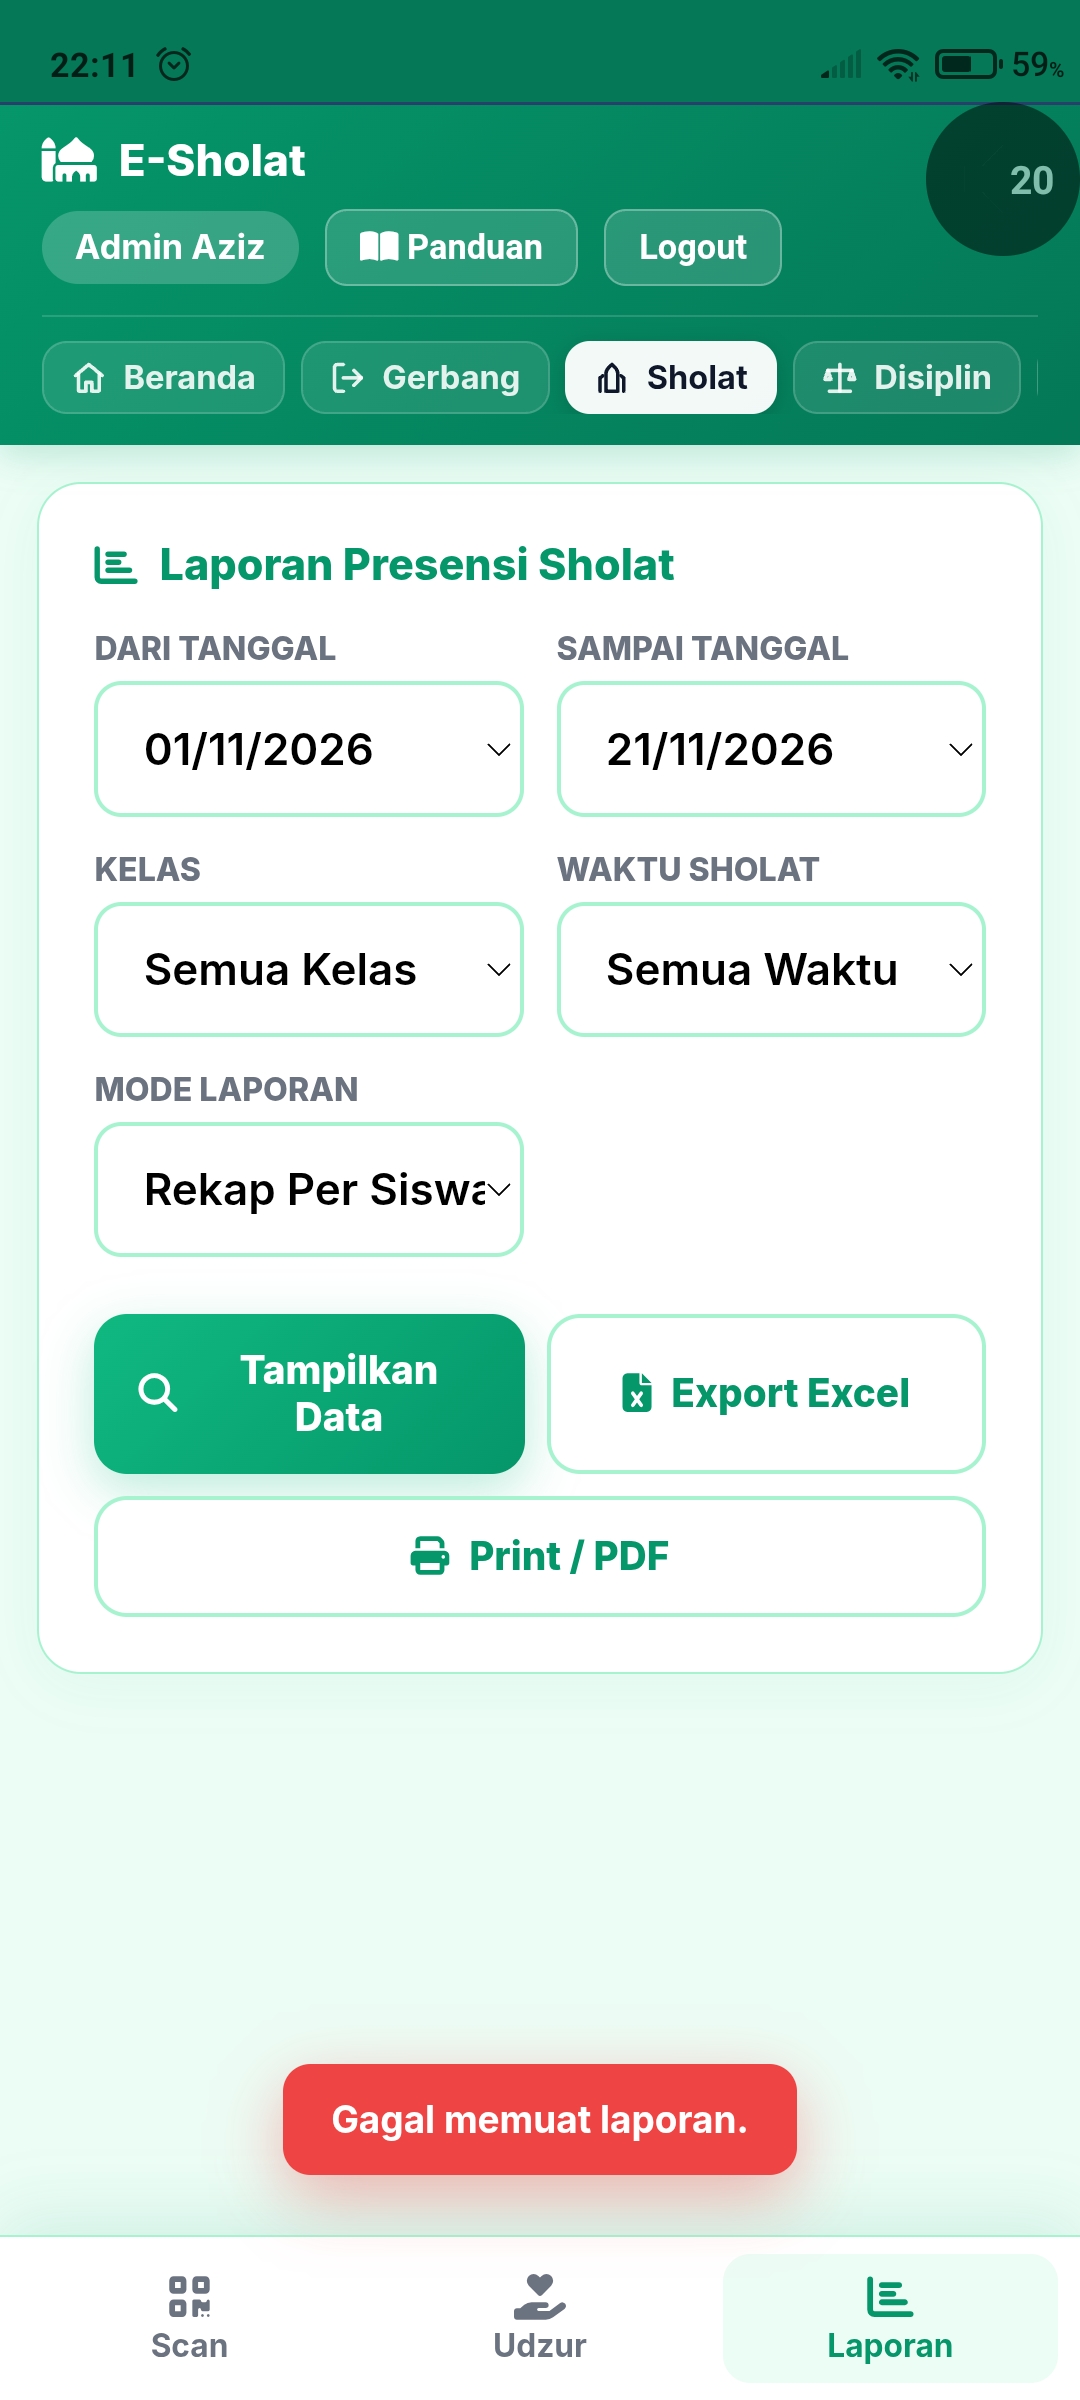 22:11
59%
E-Sholat
20
Admin Aziz
Panduan
Logout
Beranda
Gerbang
Sholat
Disiplin
Laporan Presensi Sholat
DARI TANGGAL
SAMPAI TANGGAL
01/11/2026
21/11/2026
KELAS
WAKTU SHOLAT
Semua Kelas
Semua Waktu
MODE LAPORAN
Rekap Per Siswa
Tampilkan
Data
Export Excel
Print / PDF
Gagal memuat laporan.
Scan
Udzur
Laporan